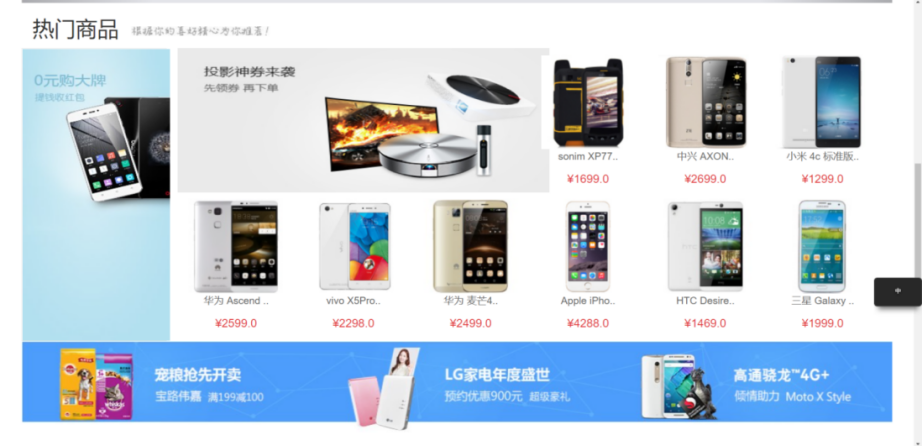 热门商品 根据你的喜好精心为你推荐！
0元购大牌
提钱收红包
投影神券来袭
先领券 再下单
sonim XP77..
¥1699.0
中兴 AXON..
¥2699.0
小米 4c 标准版..
¥1299.0
华为 Ascend ..
¥2599.0
vivo X5Pro..
¥2298.0
华为 麦芒4..
¥2499.0
Apple iPho..
¥4288.0
HTC Desire..
¥1469.0
三星 Galaxy ..
¥1999.0
中
宠粮抢先开卖
宝路伟嘉 满199减100
LG家电年度盛世
预约优惠900元 超级豪礼
高通骁龙™4G+
倾情助力 Moto X Style